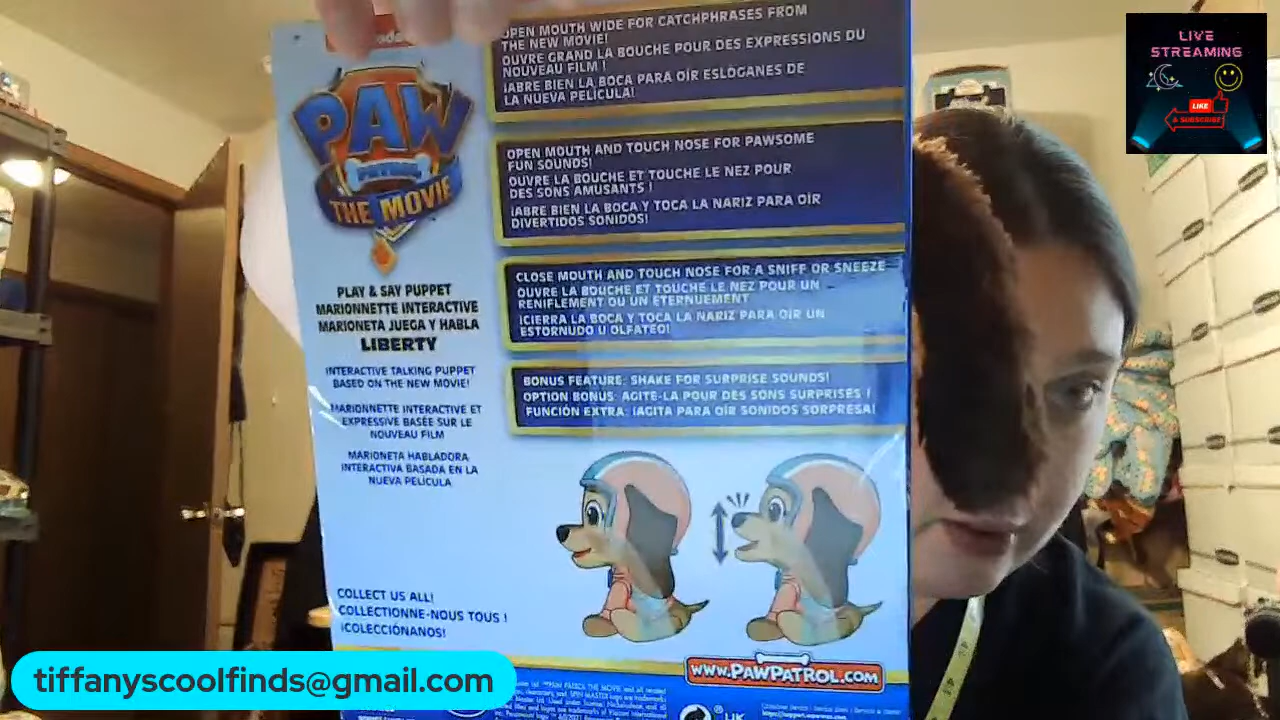 LIVE
STREAMING
LIKE
& SUBSCRIBE
PAW
PATROL
THE MOVIE
PLAY & SAY PUPPET
MARIONNETTE INTERACTIVE
MARIONETA JUEGA Y HABLA
LIBERTY
INTERACTIVE TALKING PUPPET
BASED ON THE NEW MOVIE!
MARIONNETTE INTERACTIVE ET
EXPRESSIVE BASÉE SUR LE
NOUVEAU FILM
MARIONETA HABLADORA
INTERACTIVA BASADA EN LA
NUEVA PELÍCULA
COLLECT US ALL!
COLLECTIONNE-NOUS TOUS !
¡COLECCIÓNANOS!
OPEN MOUTH WIDE FOR CATCHPHRASES FROM
THE NEW MOVIE!
OUVRE GRAND LA BOUCHE POUR DES EXPRESSIONS DU
NOUVEAU FILM !
¡ABRE BIEN LA BOCA PARA OÍR ESLÓGANES DE
LA NUEVA PELÍCULA!
OPEN MOUTH AND TOUCH NOSE FOR PAWSOME
FUN SOUNDS!
OUVRE LA BOUCHE ET TOUCHE LE NEZ POUR
DES SONS AMUSANTS !
¡ABRE BIEN LA BOCA Y TOCA LA NARIZ PARA OÍR
DIVERTIDOS SONIDOS!
CLOSE MOUTH AND TOUCH NOSE FOR A SNIFF OR SNEEZE
OUVRE LA BOUCHE ET TOUCHE LE NEZ POUR UN
RENIFLEMENT OU UN ÉTERNUEMENT
¡CIERRA LA BOCA Y TOCA LA NARIZ PARA OÍR UN
ESTORNUDO U OLFATEO!
BONUS FEATURE: SHAKE FOR SURPRISE SOUNDS!
OPTION BONUS: AGITE-LA POUR DES SONS SURPRISES !
FUNCIÓN EXTRA: ¡AGITA PARA OÍR SONIDOS SORPRESA!
WWW.PAWPATROL.COM
UK
tiffanyscoolfinds@gmail.com